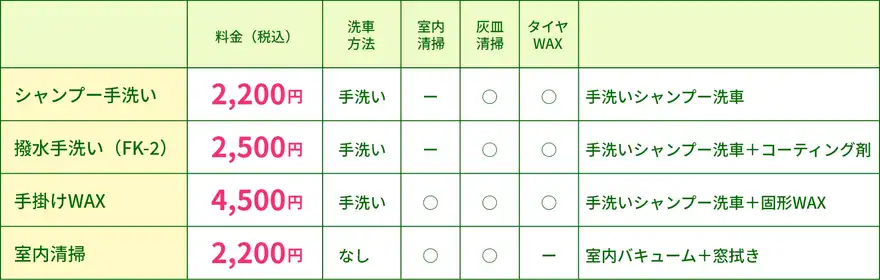 料金（税込） 洗車方法 室内清掃 灰皿清掃 タイヤWAX
シャンプー手洗い 2,200円 手洗い ー ○ ○ 手洗いシャンプー洗車
撥水手洗い（FK-2） 2,500円 手洗い ー ○ ○ 手洗いシャンプー洗車＋コーティング剤
手掛けWAX 4,500円 手洗い ○ ○ ○ 手洗いシャンプー洗車＋固形WAX
室内清掃 2,200円 なし ○ ○ ー 室内バキューム＋窓拭き